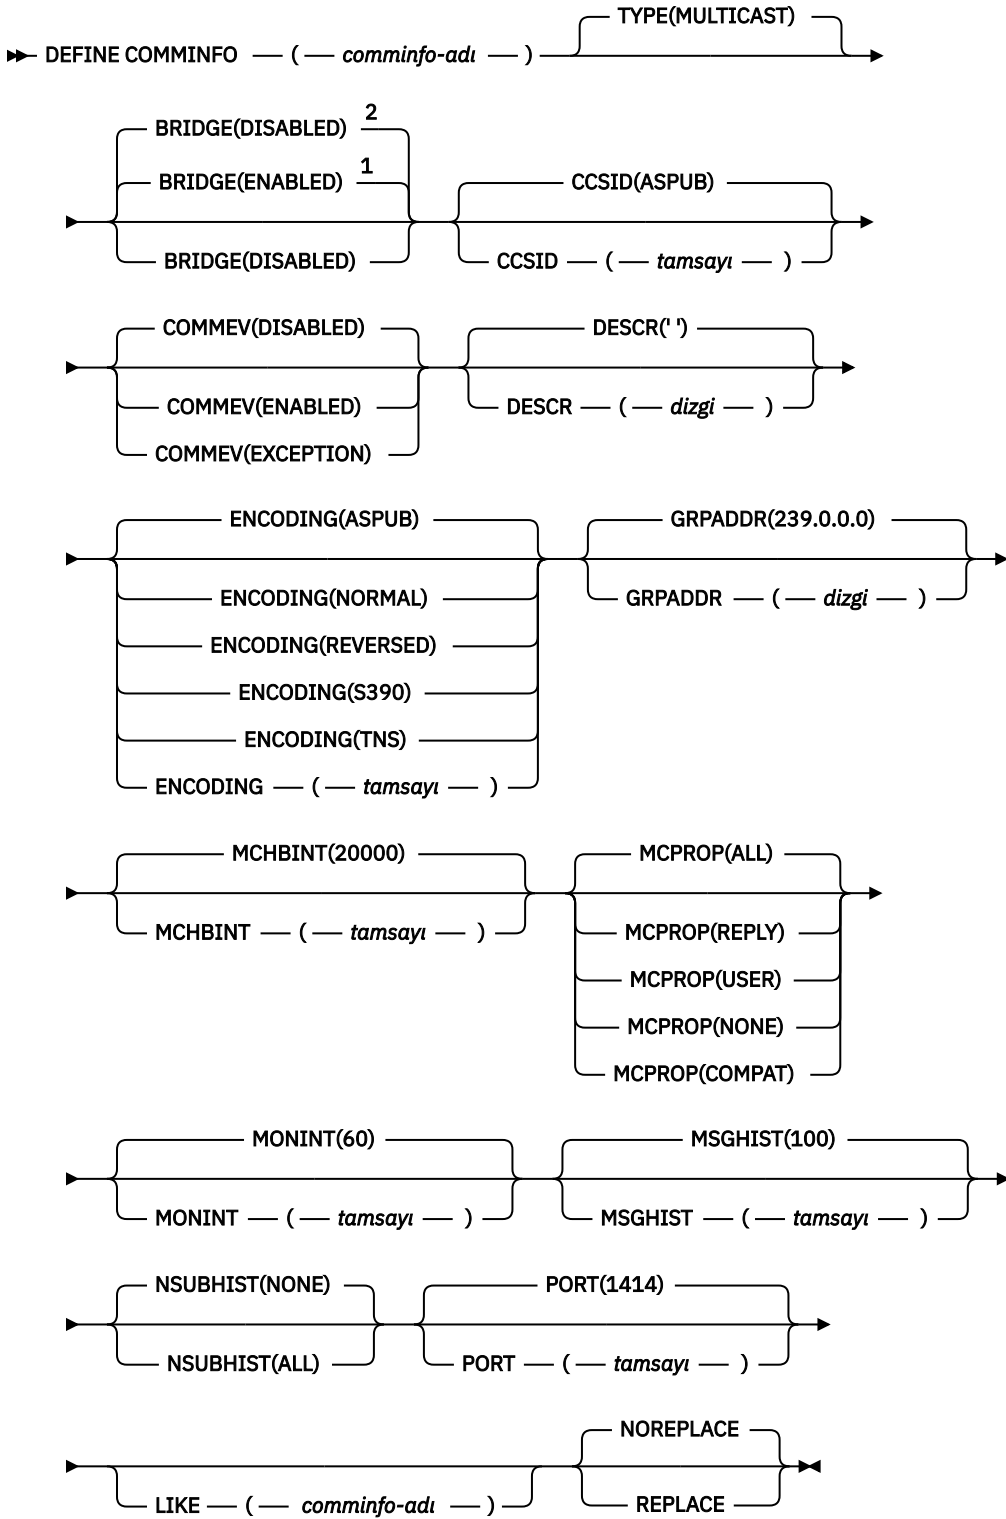 TYPE(MULTICAST)
DEFINE COMMINFO ( comminfo-adı )
BRIDGE(DISABLED) 2
BRIDGE(ENABLED) 1
CCSID(ASPUB)
BRIDGE(DISABLED)
CCSID ( tamsayı )
COMMEV(DISABLED)
DESCR(' ')
COMMEV(ENABLED)
DESCR ( dizgi )
COMMEV(EXCEPTION)
ENCODING(ASPUB)
GRPADDR(239.0.0.0)
ENCODING(NORMAL)
GRPADDR ( dizgi )
ENCODING(REVERSED)
ENCODING(S390)
ENCODING(TNS)
ENCODING ( tamsayı )
MCHBINT(20000)
MCPROP(ALL)
MCHBINT ( tamsayı )
MCPROP(REPLY)
MCPROP(USER)
MCPROP(NONE)
MCPROP(COMPAT)
MONINT(60)
MSGHIST(100)
MONINT ( tamsayı )
MSGHIST ( tamsayı )
NSUBHIST(NONE)
PORT(1414)
NSUBHIST(ALL)
PORT ( tamsayı )
NOREPLACE
LIKE ( comminfo-adı )
REPLACE